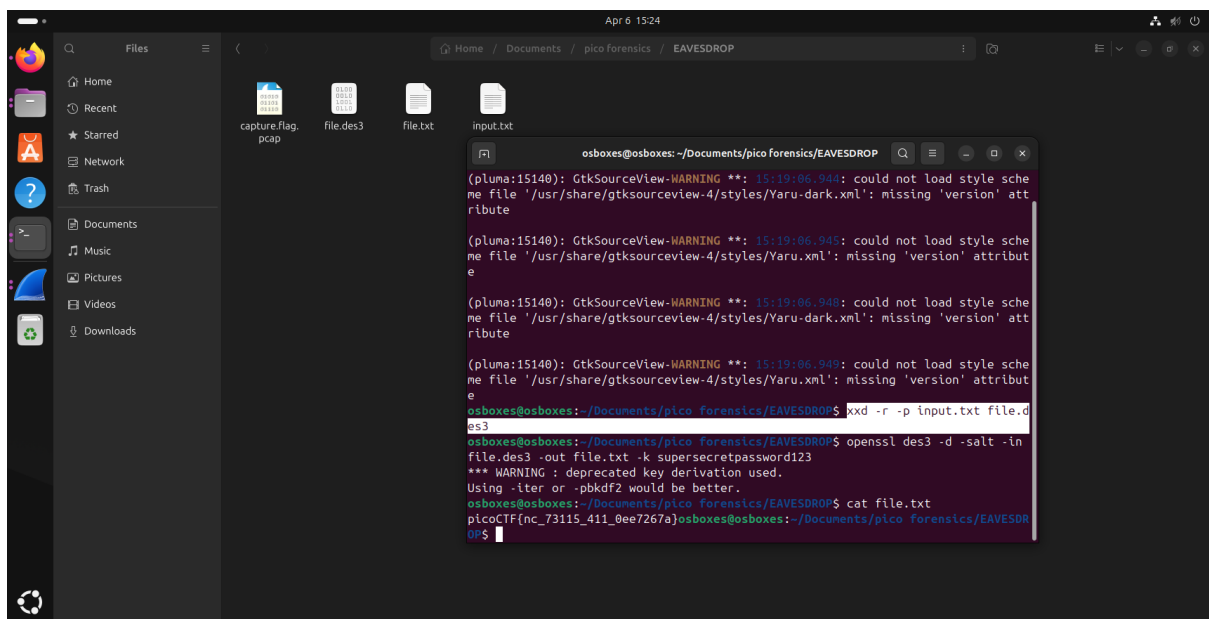 Apr 6 15:24
Files
Home / Documents / pico forensics / EAVESDROP
Home
Recent
Starred
Network
Trash
Documents
Music
Pictures
Videos
Downloads
capture.flag.
pcap
file.des3
file.txt
input.txt
osboxes@osboxes: ~/Documents/pico forensics/EAVESDROP
(pluma:15140): GtkSourceView-WARNING **: 15:19:06.944: could not load style sche
me file '/usr/share/gtksourceview-4/styles/Yaru-dark.xml': missing 'version' att
ribute
(pluma:15140): GtkSourceView-WARNING **: 15:19:06.945: could not load style sche
me file '/usr/share/gtksourceview-4/styles/Yaru.xml': missing 'version' attribut
e
(pluma:15140): GtkSourceView-WARNING **: 15:19:06.948: could not load style sche
me file '/usr/share/gtksourceview-4/styles/Yaru-dark.xml': missing 'version' att
ribute
(pluma:15140): GtkSourceView-WARNING **: 15:19:06.949: could not load style sche
me file '/usr/share/gtksourceview-4/styles/Yaru.xml': missing 'version' attribut
e
osboxes@osboxes:~/Documents/pico forensics/EAVESDROP$ xxd -r -p input.txt file.d
es3
osboxes@osboxes:~/Documents/pico forensics/EAVESDROP$ openssl des3 -d -salt -in
file.des3 -out file.txt -k supersecretpassword123
*** WARNING : deprecated key derivation used.
Using -iter or -pbkdf2 would be better.
osboxes@osboxes:~/Documents/pico forensics/EAVESDROP$ cat file.txt
picoCTF{nc_73115_411_0ee7267a}osboxes@osboxes:~/Documents/pico forensics/EAVESDR
OP$